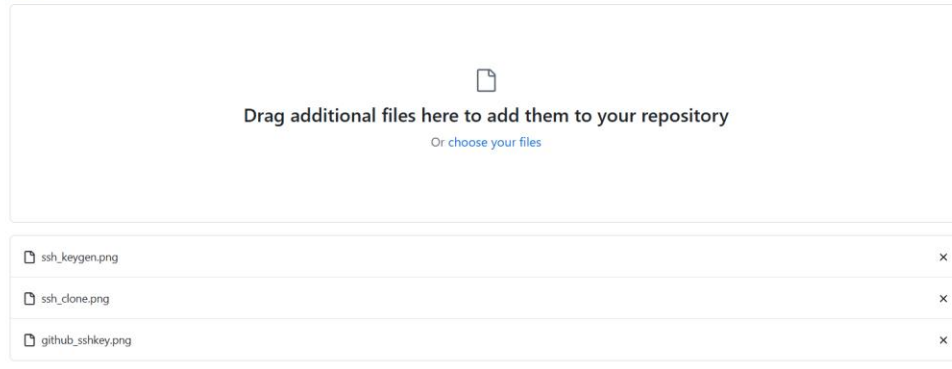 Drag additional files here to add them to your repository
Or choose your files
ssh_keygen.png
ssh_clone.png
github_sshkey.png